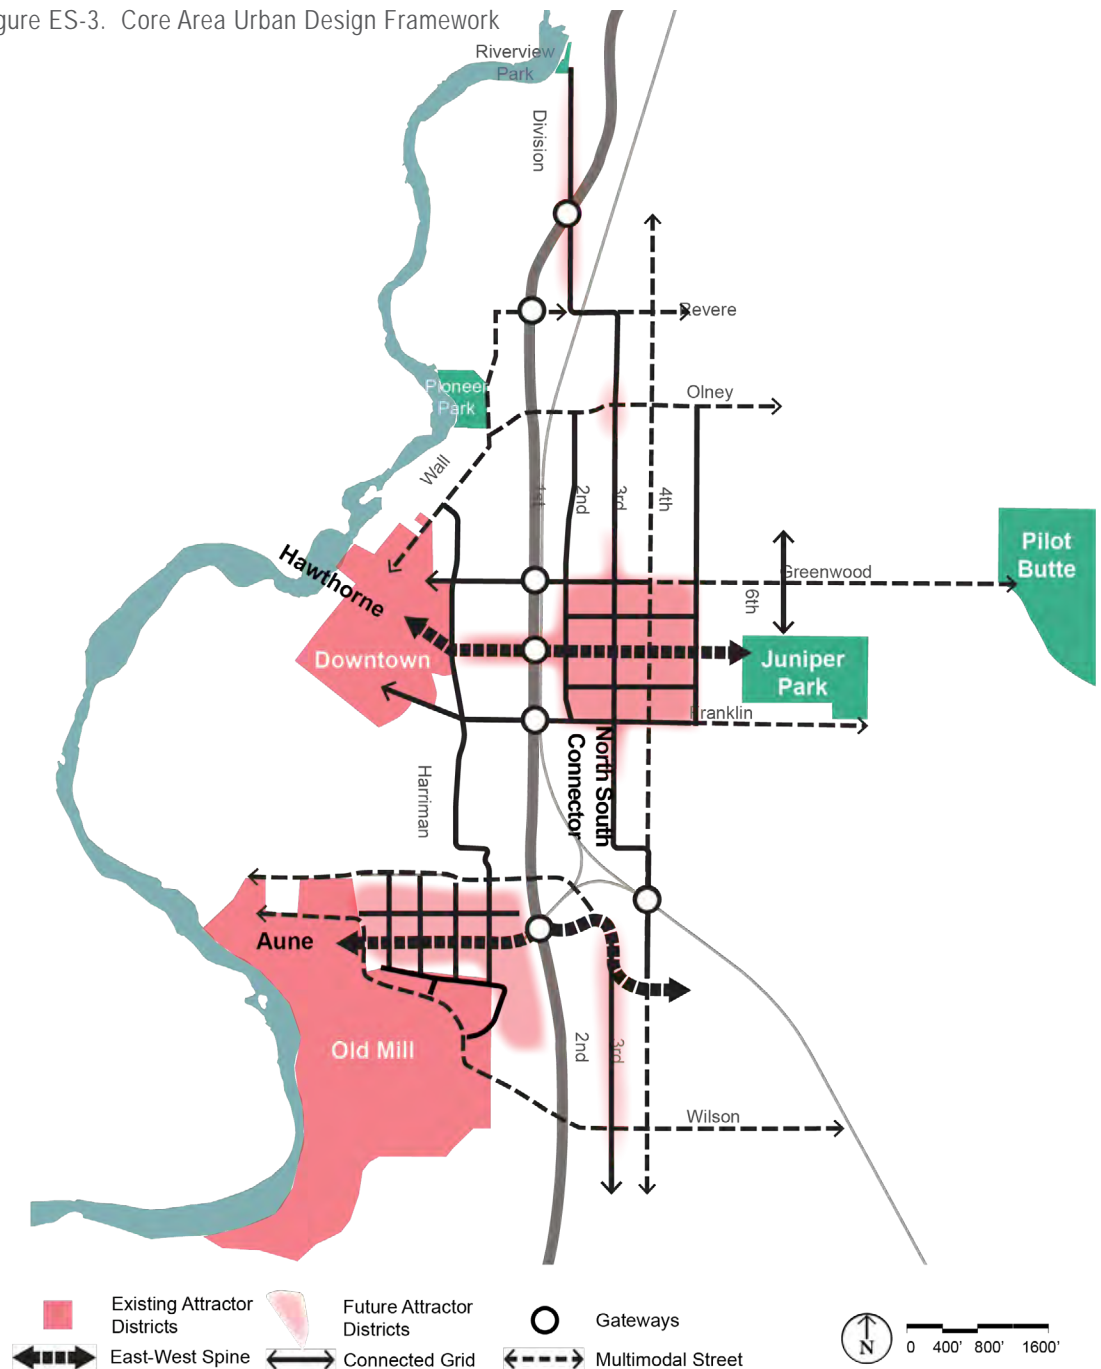 gure ES-3. Core Area Urban Design Framework
Riverview
Park
Division
Revere
Pioneer
Park
Olney
Wall
1st
2nd
3rd
4th
Hawthorne
Greenwood
6th
Pilot
Butte
Downtown
Juniper
Park
Franklin
North South
Connector
Harriman
Aune
Old Mill
2nd
3rd
Wilson
Existing Attractor
Districts
Future Attractor
Districts
Gateways
East-West Spine
Connected Grid
Multimodal Street
N
0 400' 800' 1600'